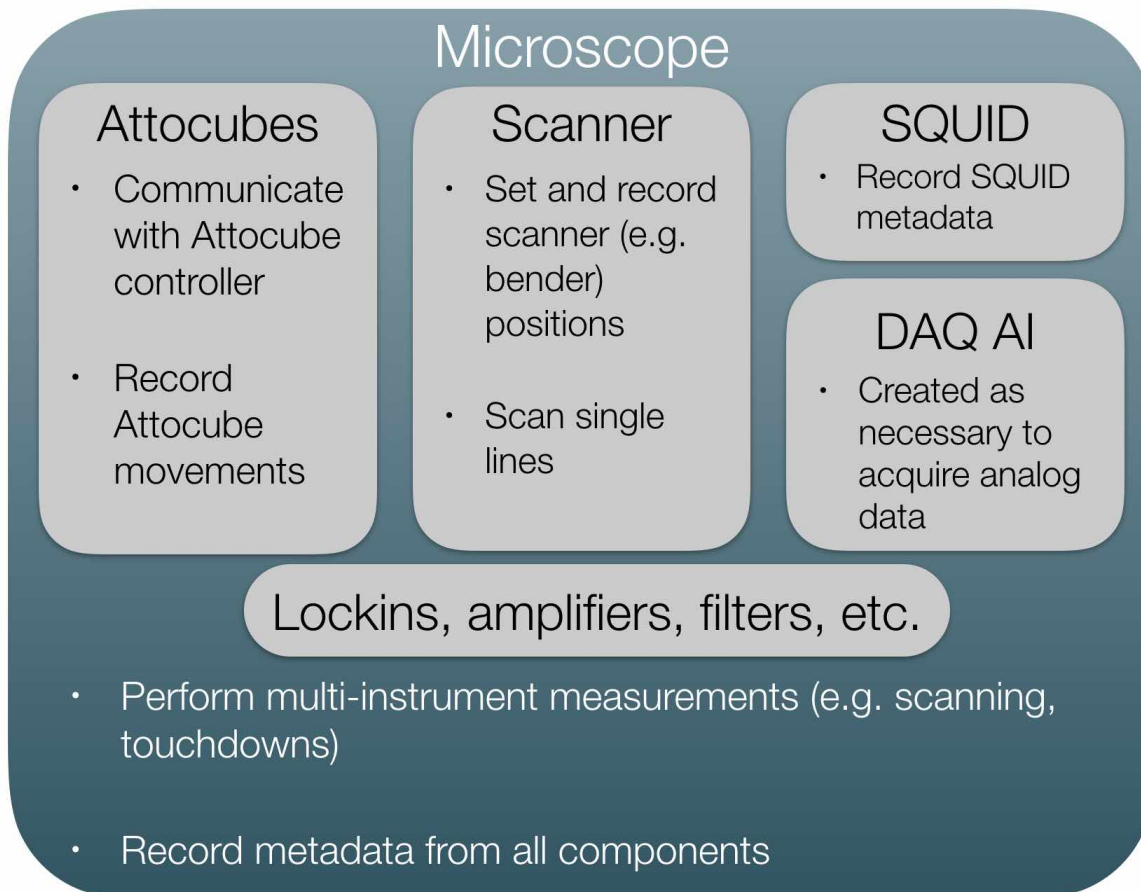 Microscope
Attocubes
• Communicate
with Attocube
controller
• Record
Attocube
movements
Scanner
• Set and record
scanner (e.g.
bender)
positions
• Scan single
lines
SQUID
• Record SQUID
metadata
DAQ AI
• Created as
necessary to
acquire analog
data
Lockins, amplifiers, filters, etc.
• Perform multi-instrument measurements (e.g. scanning,
touchdowns)
• Record metadata from all components